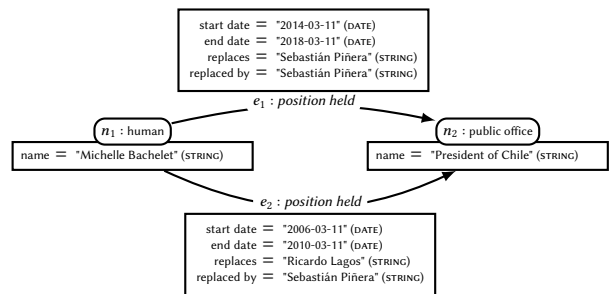 start date = "2014-03-11" (DATE)
end date = "2018-03-11" (DATE)
replaces = "Sebastián Piñera" (STRING)
replaced by = "Sebastián Piñera" (STRING)
e1 : position held
n1 : human
n2 : public office
name = "Michelle Bachelet" (STRING)
name = "President of Chile" (STRING)
e2 : position held
start date = "2006-03-11" (DATE)
end date = "2010-03-11" (DATE)
replaces = "Ricardo Lagos" (STRING)
replaced by = "Sebastián Piñera" (STRING)